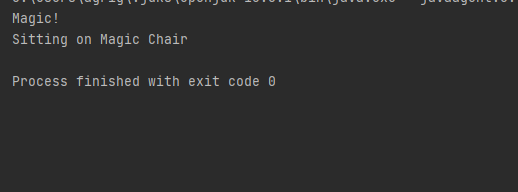 Magic!
Sitting on Magic Chair
Process finished with exit code 0